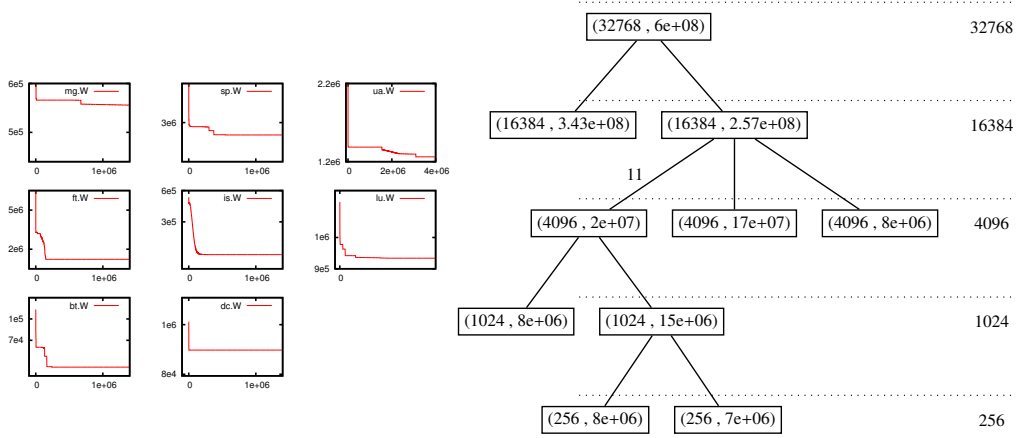 6e5
mg.W
5e5
0
1e+06
sp.W
3e6
0
1e+06
2.2e6
ua.W
1.2e6
0
2e+06
4e+06
ft.W
5e6
2e6
0
1e+06
6e5
is.W
3e5
0
1e+06
lu.W
1e6
9e5
0
1e+06
bt.W
1e5
7e4
0
1e+06
dc.W
1e6
8e4
0
1e+06
(32768 , 6e+08)
32768
(16384 , 3.43e+08)
(16384 , 2.57e+08)
16384
11
(4096 , 2e+07)
(4096 , 17e+07)
(4096 , 8e+06)
4096
(1024 , 8e+06)
(1024 , 15e+06)
1024
(256 , 8e+06)
(256 , 7e+06)
256